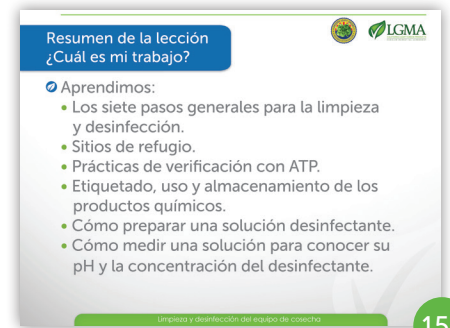 Resumen de la lección
¿Cuál es mi trabajo?
LGMA
Aprendimos:
• Los siete pasos generales para la limpieza
y desinfección.
• Sitios de refugio.
• Prácticas de verificación con ATP.
• Etiquetado, uso y almacenamiento de los
productos químicos.
• Cómo preparar una solución desinfectante.
• Cómo medir una solución para conocer su
pH y la concentración del desinfectante.
Limpieza y desinfección del equipo de cosecha
15